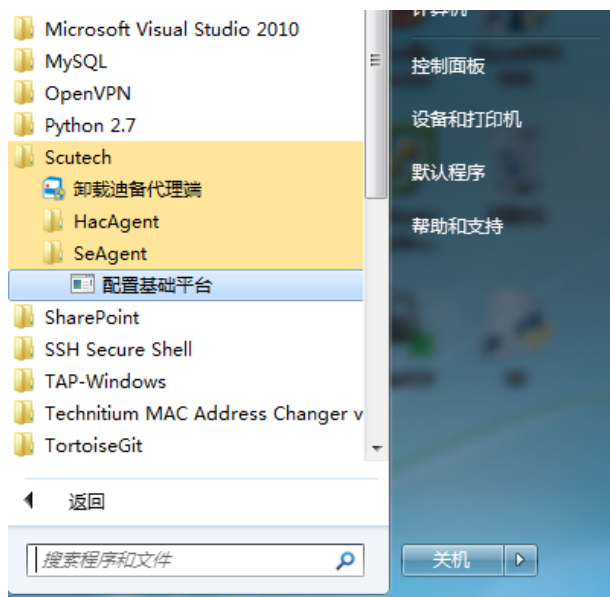 Microsoft Visual Studio 2010
MySQL
OpenVPN
Python 2.7
Scutech
卸载迪备代理端
HacAgent
SeAgent
配置基础平台
SharePoint
SSH Secure Shell
TAP-Windows
Technitium MAC Address Changer v
TortoiseGit
返回
搜索程序和文件
控制面板
设备和打印机
默认程序
帮助和支持
关机